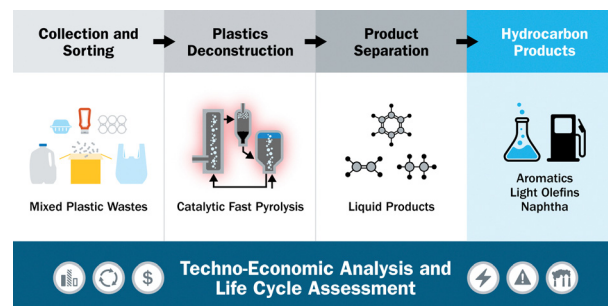 Collection and
Sorting
Plastics
Deconstruction
Product
Separation
Hydrocarbon
Products
Mixed Plastic Wastes
Catalytic Fast Pyrolysis
Liquid Products
Aromatics
Light Olefins
Naphtha
$
Techno-Economic Analysis and
Life Cycle Assessment